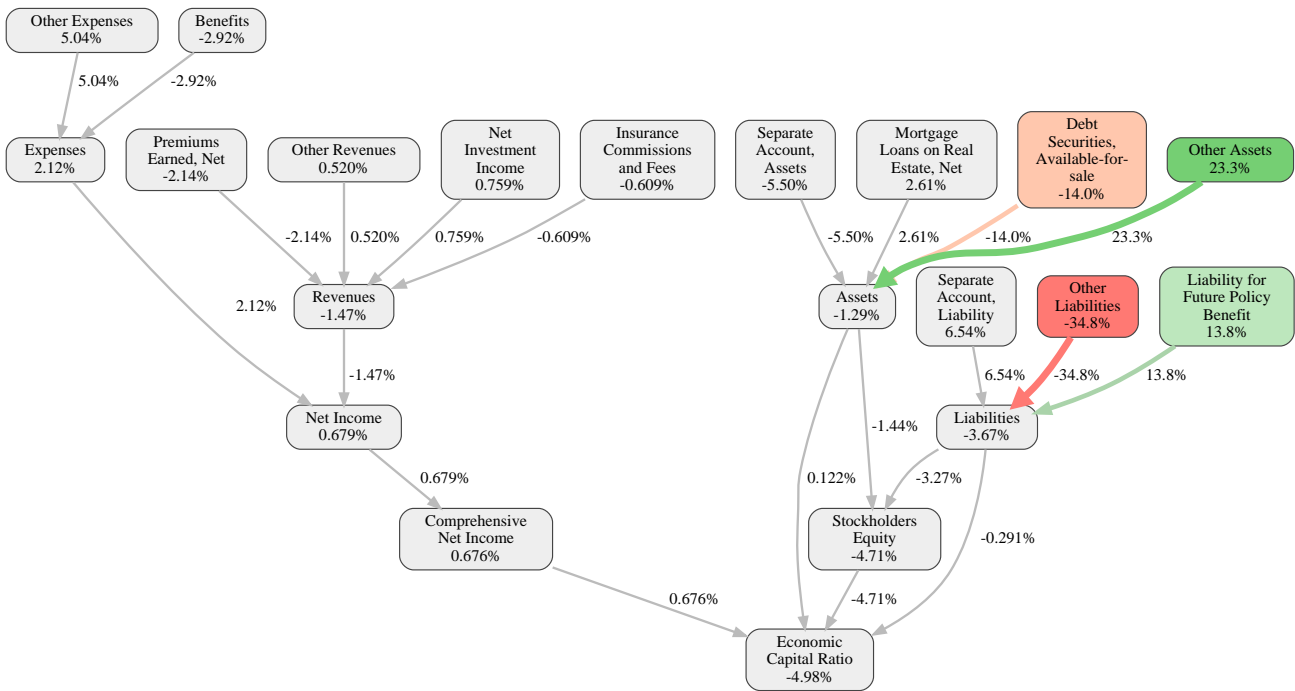 Other Expenses
5.04%
Benefits
-2.92%
5.04%
-2.92%
Expenses
2.12%
Premiums
Earned, Net
-2.14%
Other Revenues
0.520%
Net
Investment
Income
0.759%
Insurance
Commissions
and Fees
-0.609%
Separate
Account,
Assets
-5.50%
Mortgage
Loans on Real
Estate, Net
2.61%
Debt
Securities,
Available-for-
sale
-14.0%
Other Assets
23.3%
-2.14%
0.520%
0.759%
-0.609%
-5.50%
2.61%
-14.0%
23.3%
2.12%
Revenues
-1.47%
Assets
-1.29%
Separate
Account,
Liability
6.54%
Other
Liabilities
-34.8%
Liability for
Future Policy
Benefit
13.8%
-1.47%
6.54%
-34.8%
13.8%
Net Income
0.679%
-1.44%
Liabilities
-3.67%
0.679%
0.122%
-3.27%
Comprehensive
Net Income
0.676%
Stockholders
Equity
-4.71%
-0.291%
0.676%
-4.71%
Economic
Capital Ratio
-4.98%